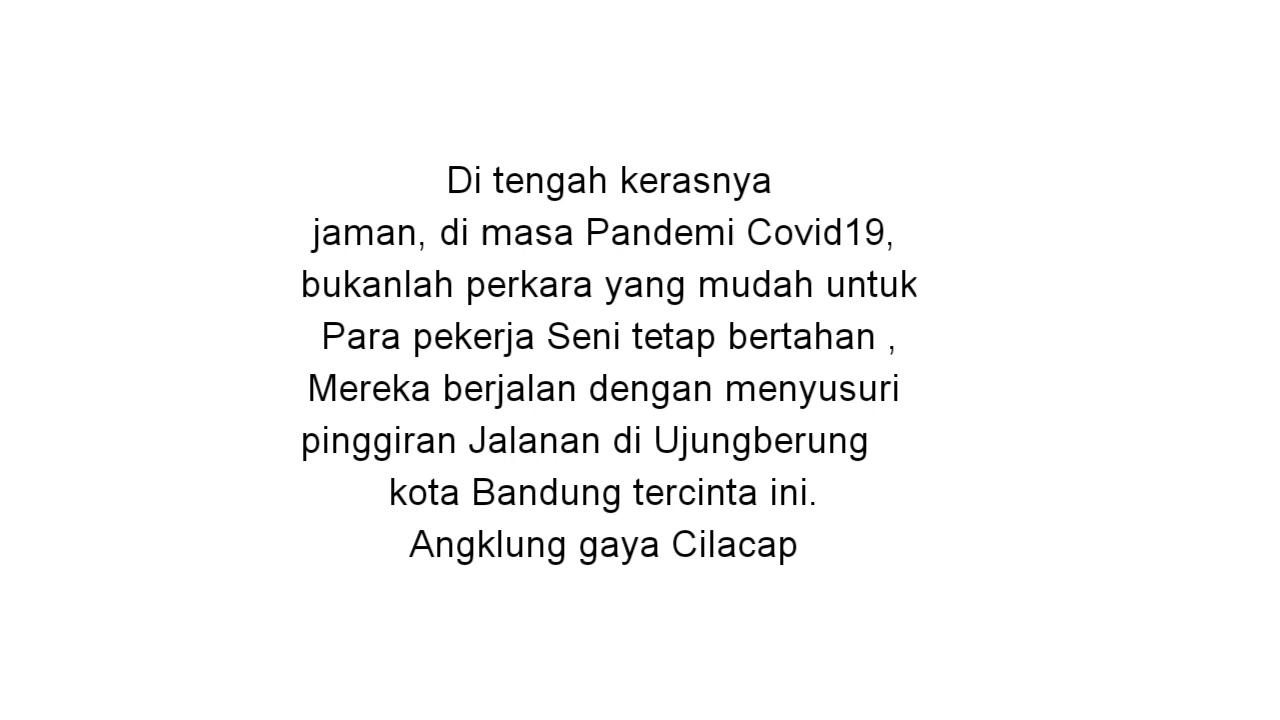 Di tengah kerasnya
jaman, di masa Pandemi Covid19,
bukanlah perkara yang mudah untuk
Para pekerja Seni tetap bertahan ,
Mereka berjalan dengan menyusuri
pinggiran Jalanan di Ujungberung
kota Bandung tercinta ini.
Angklung gaya Cilacap